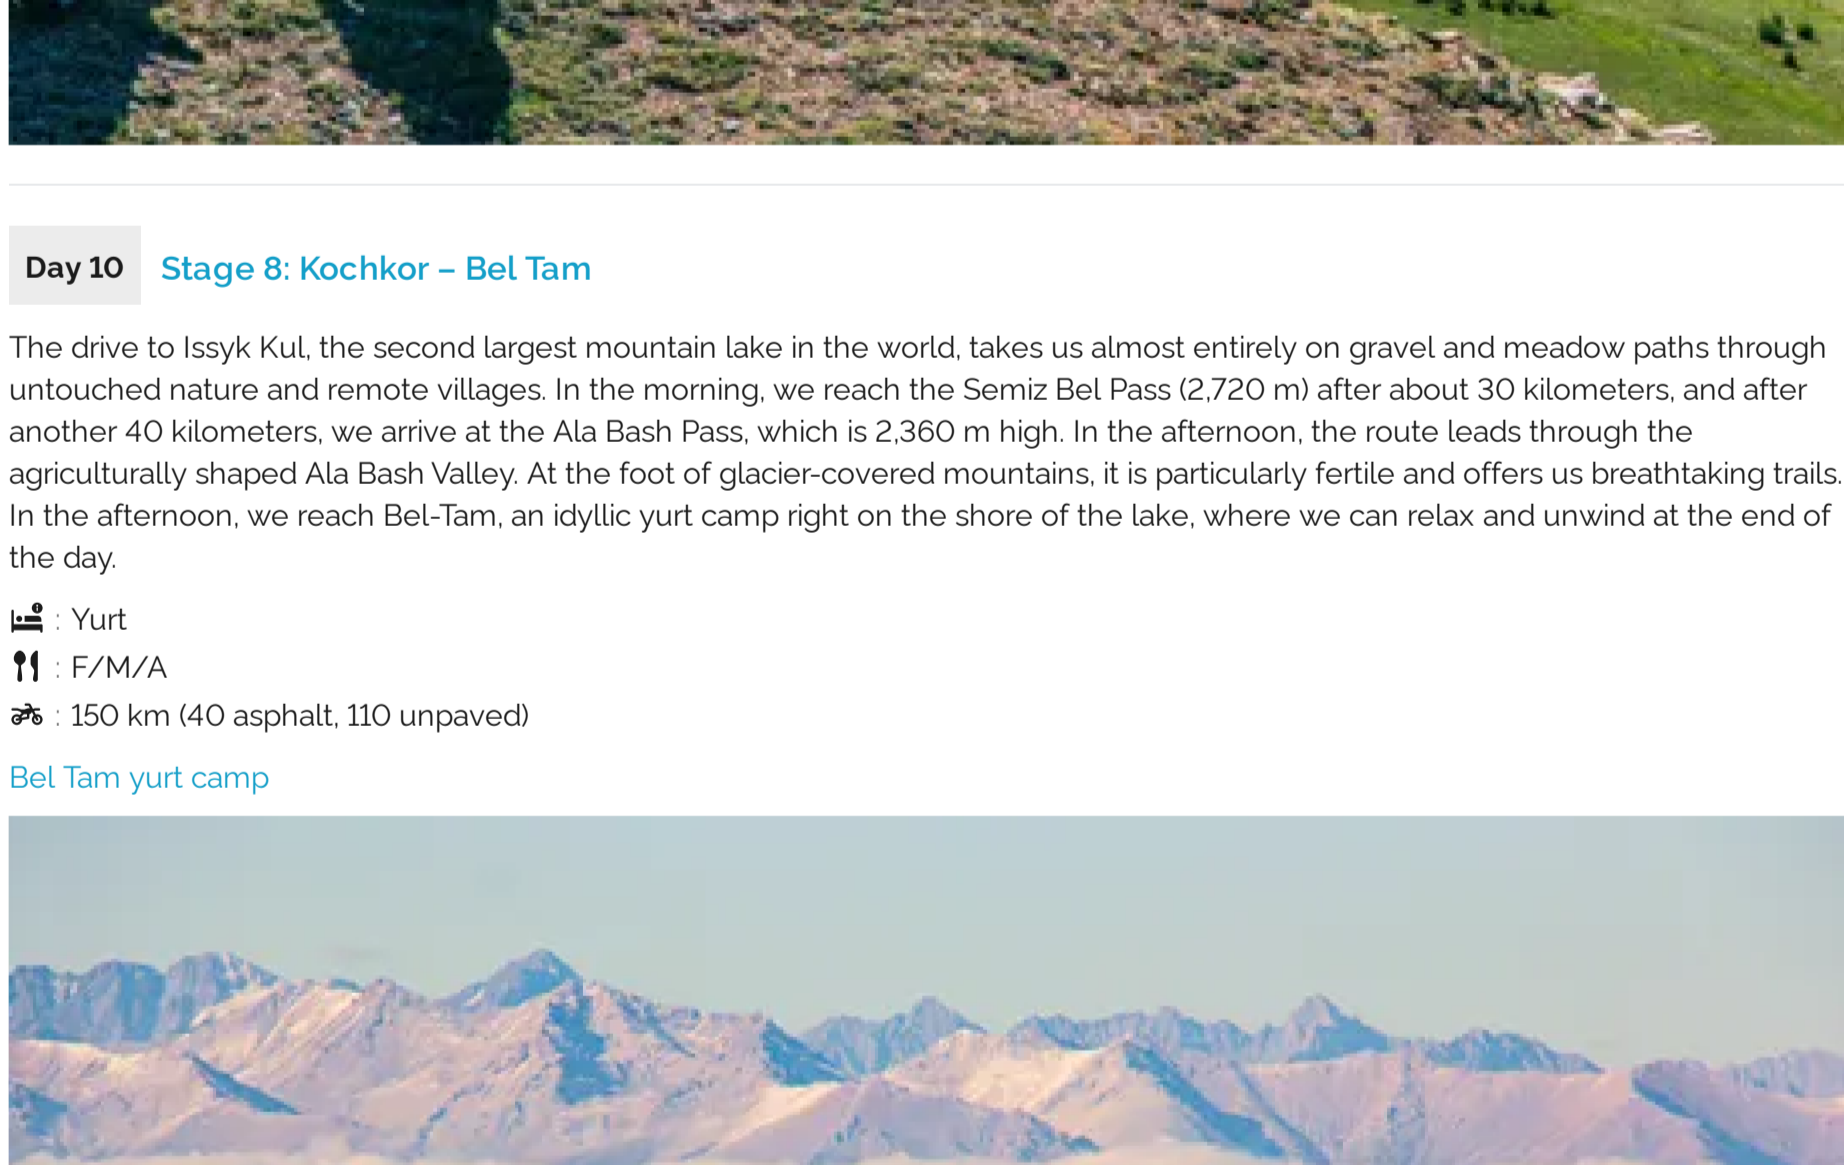 Day 10
Stage 8: Kochkor – Bel Tam
The drive to Issyk Kul, the second largest mountain lake in the world, takes us almost entirely on gravel and meadow paths through
untouched nature and remote villages. In the morning, we reach the Semiz Bel Pass (2,720 m) after about 30 kilometers, and after
another 40 kilometers, we arrive at the Ala Bash Pass, which is 2,360 m high. In the afternoon, the route leads through the
agriculturally shaped Ala Bash Valley. At the foot of glacier-covered mountains, it is particularly fertile and offers us breathtaking trails.
In the afternoon, we reach Bel-Tam, an idyllic yurt camp right on the shore of the lake, where we can relax and unwind at the end of
the day.
: Yurt
: F/M/A
: 150 km (40 asphalt, 110 unpaved)
Bel Tam yurt camp